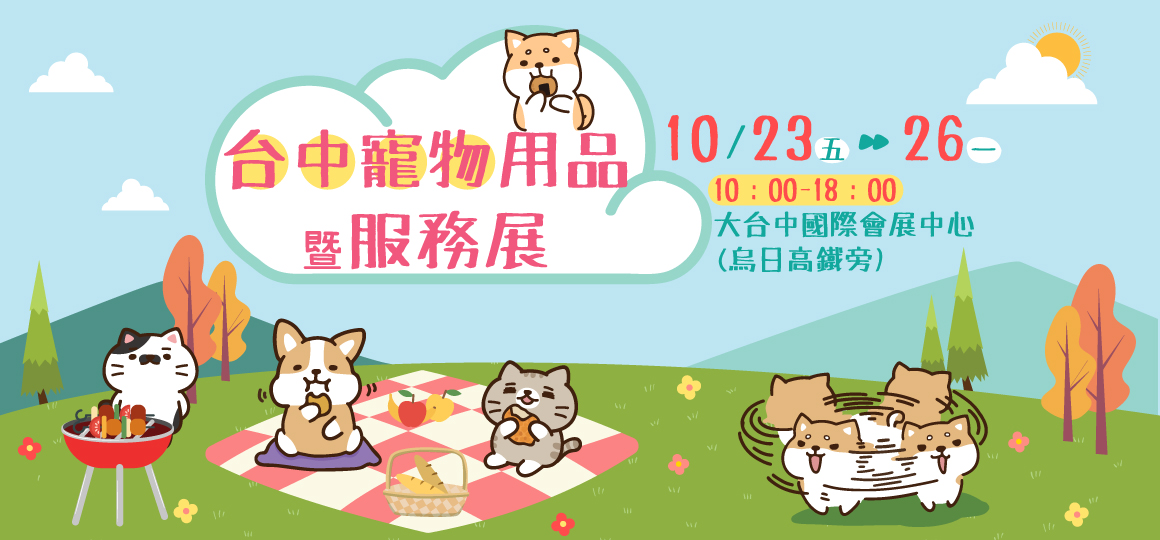 台中寵物用品
暨服務展
10/23五 26一
10：00-18：00
大台中國際會展中心
(烏日高鐵旁)